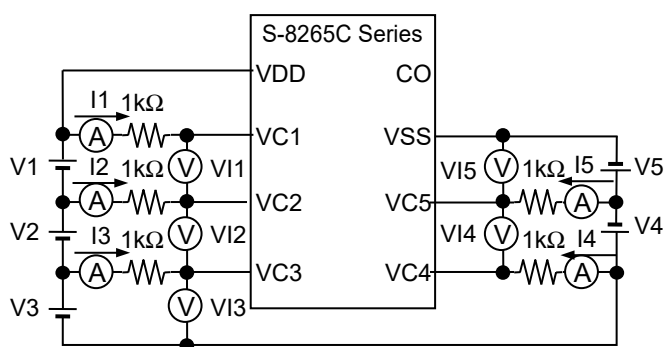 S-8265C Series
VDD CO
I1 1kΩ
A VC1 VSS
V1 I2 1kΩ V VI1 VI5 V 1kΩ I5 V5
A VC2 VC5 A
V2 I3 1kΩ V VI2 VI4 V 1kΩ I4 V4
A VC3 VC4 A
V3 V VI3